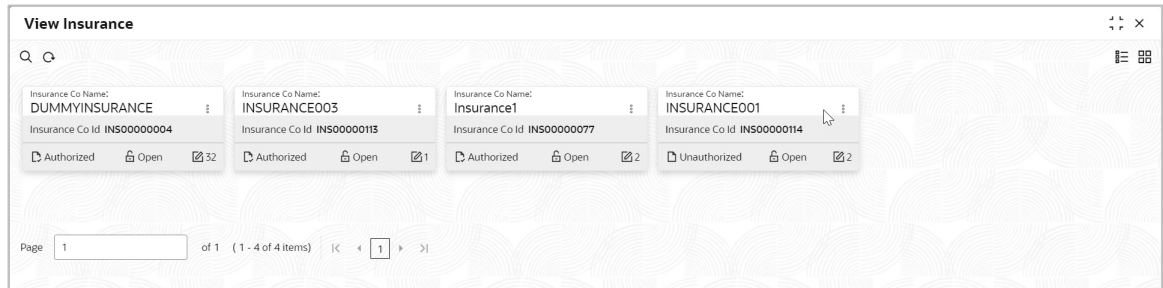 View Insurance
Insurance Co Name:
DUMMYINSURANCE
Insurance Co Id INS00000004
Authorized Open 32
Insurance Co Name:
INSURANCE003
Insurance Co Id INS00000113
Authorized Open 1
Insurance Co Name:
Insurance1
Insurance Co Id INS00000077
Authorized Open 2
Insurance Co Name:
INSURANCE001
Insurance Co Id INS00000114
Unauthorized Open 2
Page 1 of 1 ( 1 - 4 of 4 items) 1